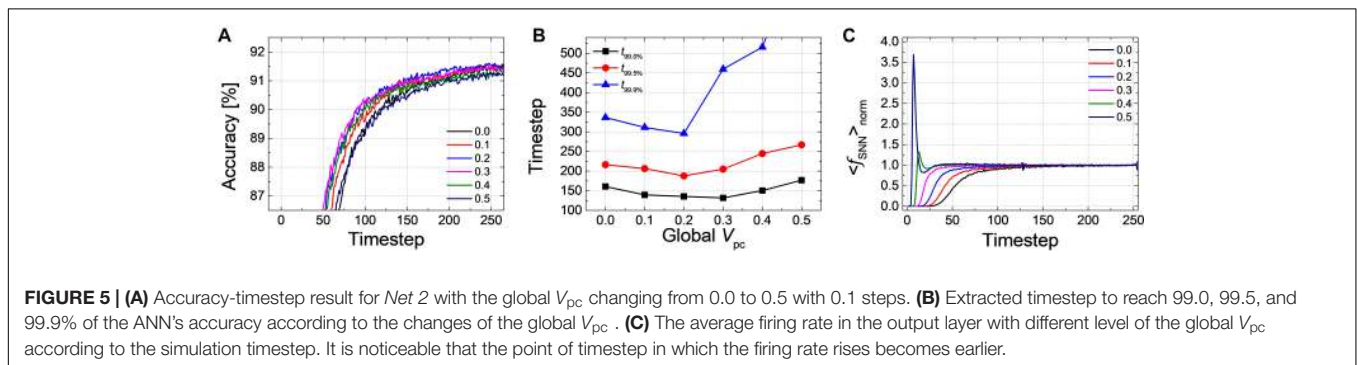 A
Accuracy [%]
92
91
90
89
88
87
0.0
0.1
0.2
0.3
0.4
0.5
0 50 100 150 200 250
Timestep
B
Timestep
500
450
400
350
300
250
200
150
100
t99.9%
0.0 0.1 0.2 0.3 0.4 0.5
Global Vpc
C
<fSNN>norm
4.0
3.5
3.0
2.5
2.0
1.5
1.0
0.5
0.0
0.0
0.1
0.2
0.3
0.4
0.5
0 50 100 150 200 250
Timestep
FIGURE 5 | (A) Accuracy-timestep result for Net 2 with the global Vpc changing from 0.0 to 0.5 with 0.1 steps. (B) Extracted timestep to reach 99.0, 99.5, and
99.9% of the ANN's accuracy according to the changes of the global Vpc . (C) The average firing rate in the output layer with different level of the global Vpc
according to the simulation timestep. It is noticeable that the point of timestep in which the firing rate rises becomes earlier.